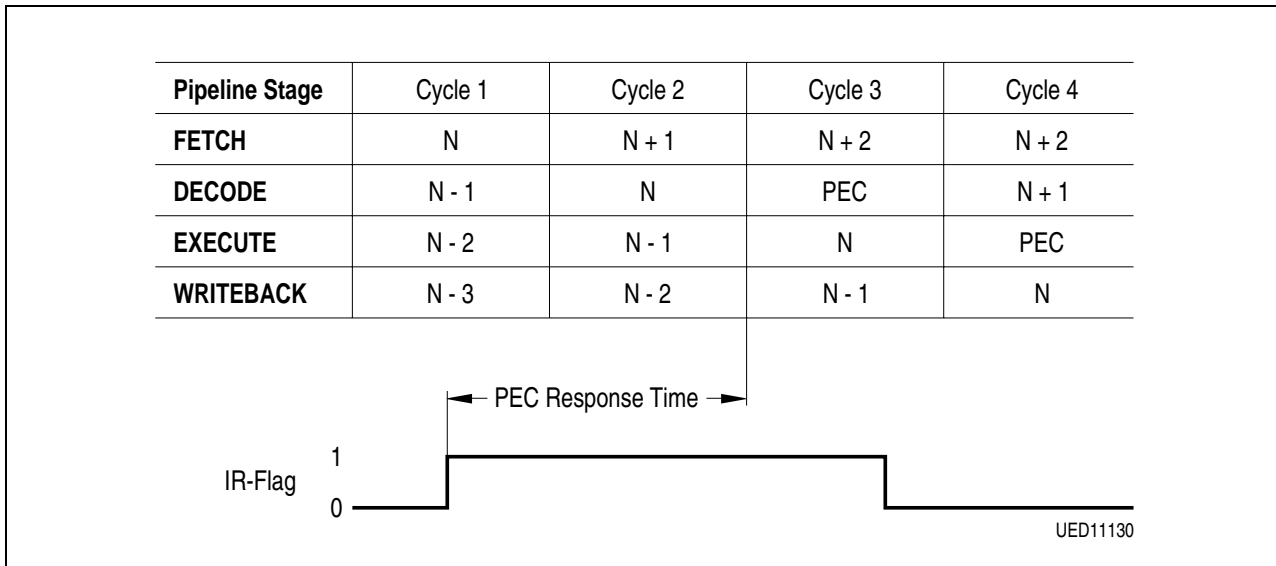 Pipeline Stage Cycle 1 Cycle 2 Cycle 3 Cycle 4
FETCH N N + 1 N + 2 N + 2
DECODE N - 1 N PEC N + 1
EXECUTE N - 2 N - 1 N PEC
WRITEBACK N - 3 N - 2 N - 1 N
PEC Response Time
1
IR-Flag
0
UED11130